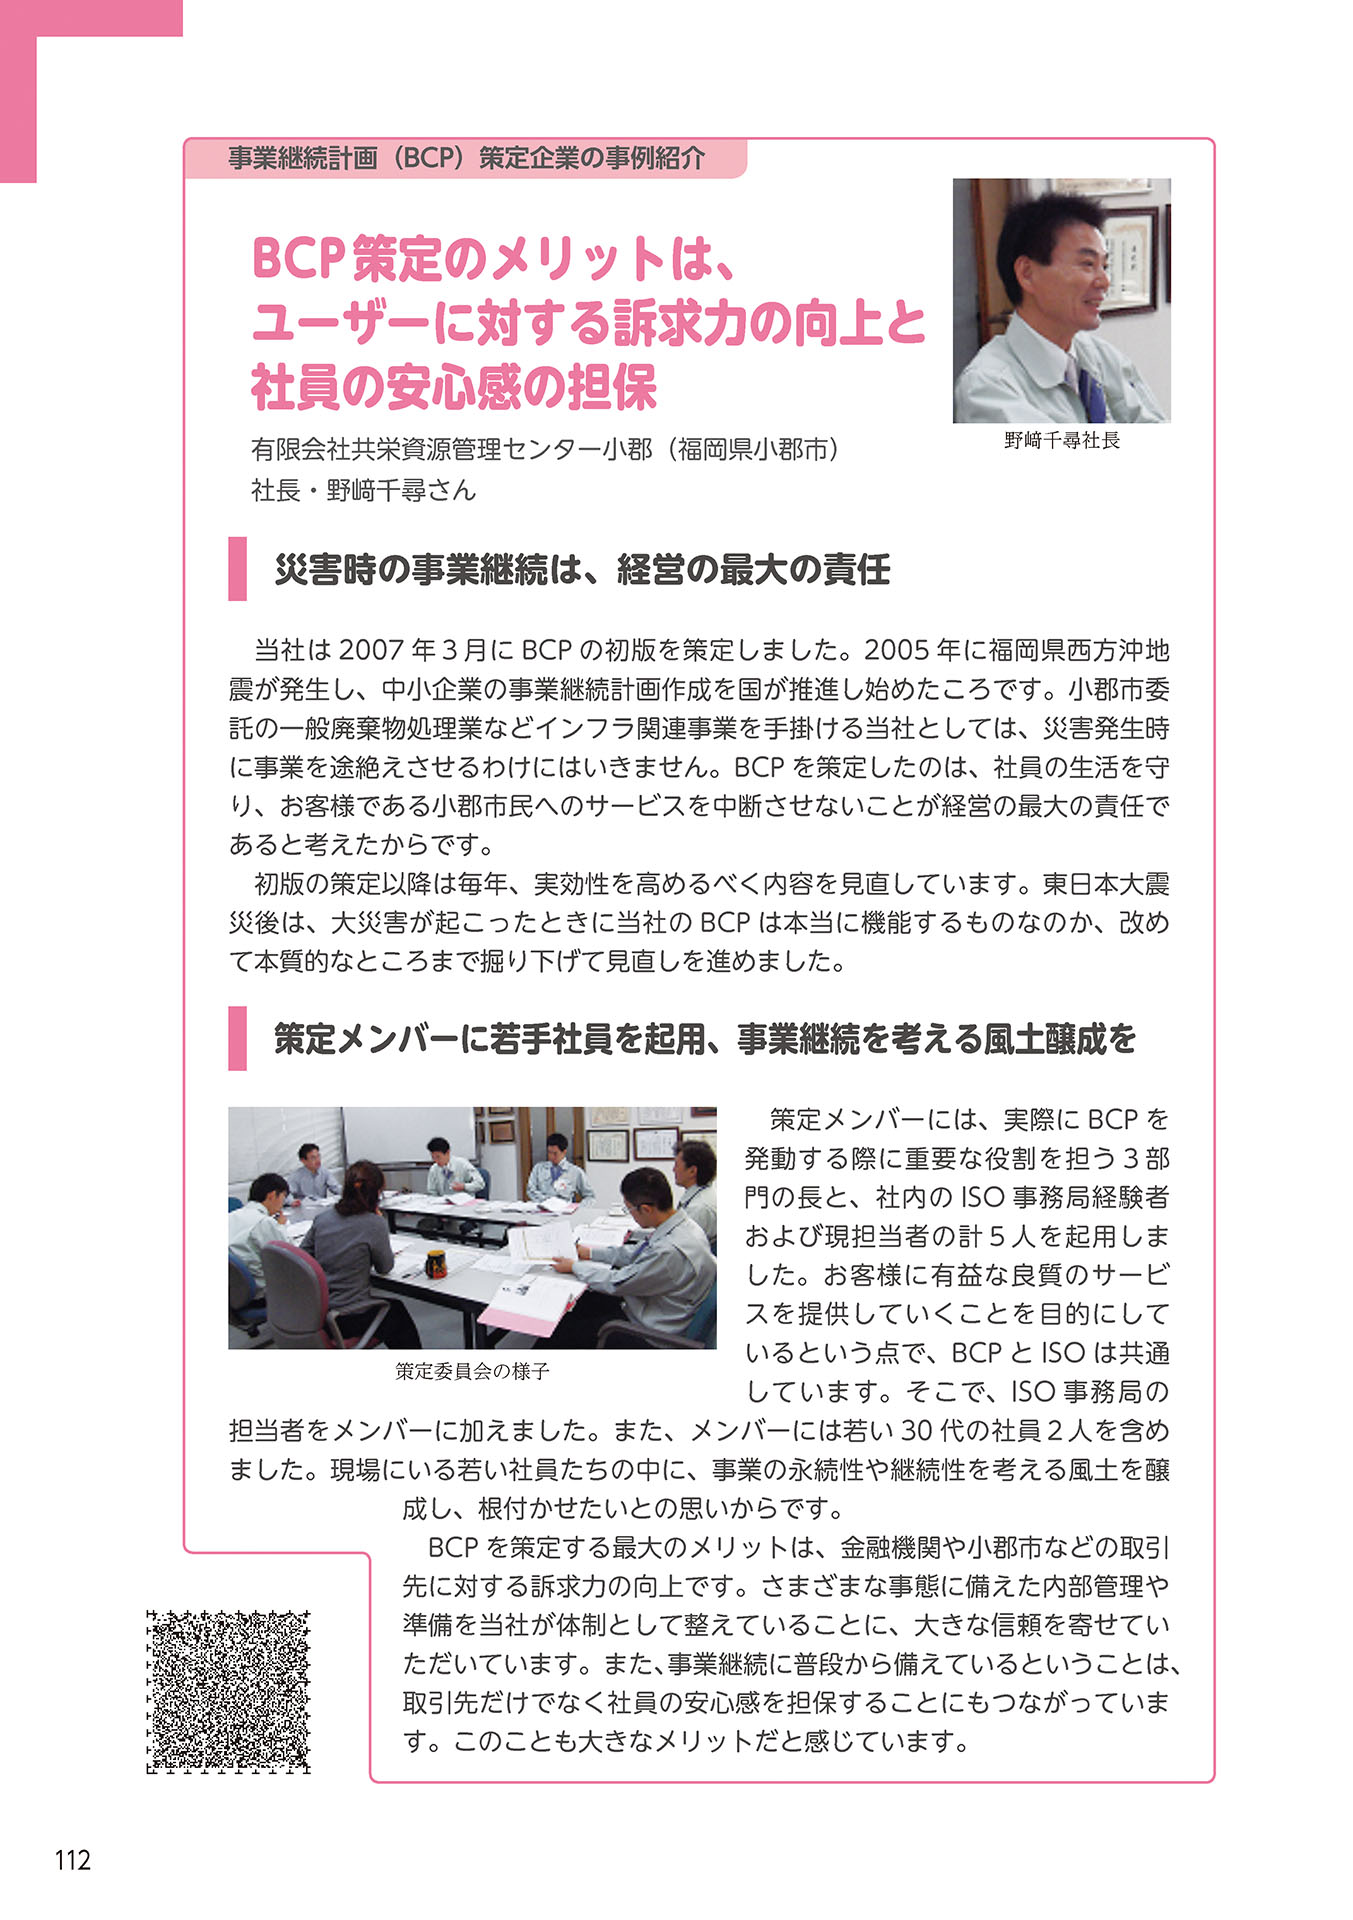 事業継続計画（BCP）策定企業の事例紹介
BCP策定のメリットは、
ユーザーに対する訴求力の向上と
社員の安心感の担保
野﨑千尋社長
有限会社共栄資源管理センター小郡（福岡県小郡市）
社長・野﨑千尋さん
災害時の事業継続は、経営の最大の責任
当社は 2007 年３月に BCP の初版を策定しました。2005 年に福岡県西方沖地
震が発生し、中小企業の事業継続計画作成を国が推進し始めたころです。小郡市委
託の一般廃棄物処理業などインフラ関連事業を手掛ける当社としては、災害発生時
に事業を途絶えさせるわけにはいきません。BCP を策定したのは、社員の生活を守
り、お客様である小郡市民へのサービスを中断させないことが経営の最大の責任で
あると考えたからです。
初版の策定以降は毎年、実効性を高めるべく内容を見直しています。東日本大震
災後は、大災害が起こったときに当社の BCP は本当に機能するものなのか、改め
て本質的なところまで掘り下げて見直しを進めました。
策定メンバーに若手社員を起用、事業継続を考える風土醸成を
策定メンバーには、実際に BCP を
発動する際に重要な役割を担う３部
門の長と、社内の ISO 事務局経験者
および現担当者の計５人を起用しま
した。お客様に有益な良質のサービ
スを提供していくことを目的にして
いるという点で、BCP と ISO は共通
しています。そこで、ISO 事務局の
策定委員会の様子
担当者をメンバーに加えました。また、メンバーには若い 30 代の社員２人を含め
ました。現場にいる若い社員たちの中に、事業の永続性や継続性を考える風土を醸
成し、根付かせたいとの思いからです。
BCP を策定する最大のメリットは、金融機関や小郡市などの取引
先に対する訴求力の向上です。さまざまな事態に備えた内部管理や
準備を当社が体制として整えていることに、大きな信頼を寄せてい
ただいています。また、事業継続に普段から備えているということは、
取引先だけでなく社員の安心感を担保することにもつながっていま
す。このことも大きなメリットだと感じています。
112